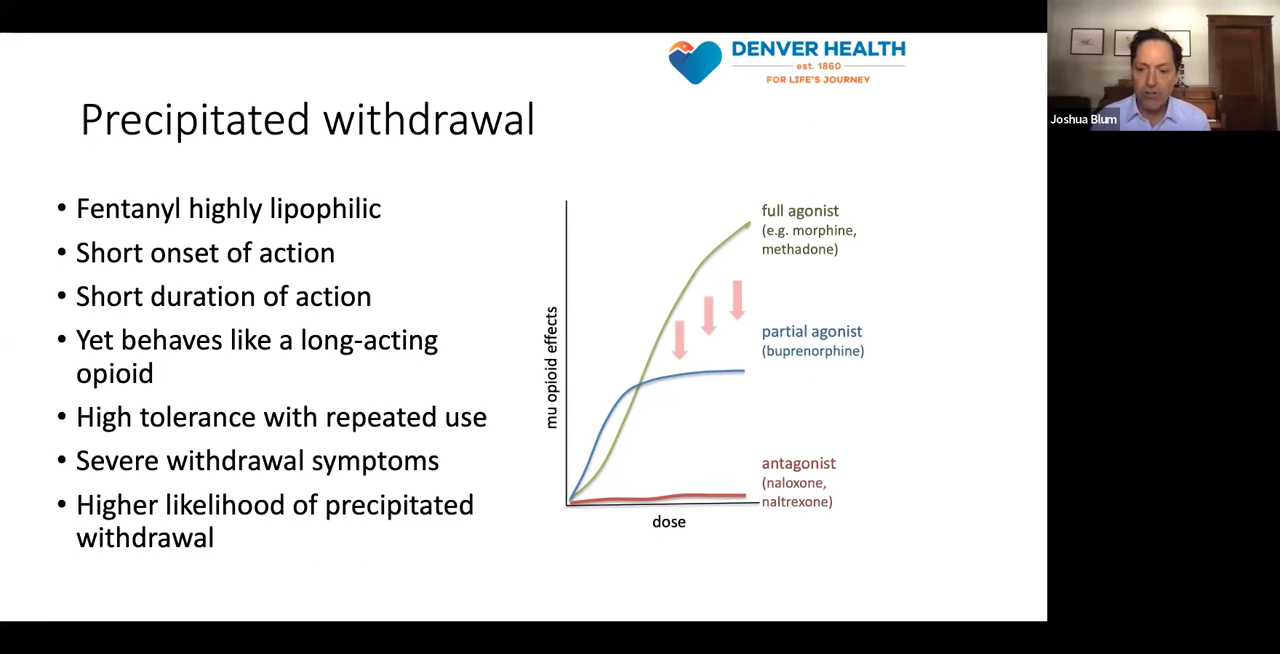 DENVER HEALTH
est. 1860
FOR LIFE'S JOURNEY
Joshua Blum
Precipitated withdrawal
• Fentanyl highly lipophilic
• Short onset of action
• Short duration of action
• Yet behaves like a long-acting
opioid
• High tolerance with repeated use
• Severe withdrawal symptoms
• Higher likelihood of precipitated
withdrawal
mu opioid effects
dose
full agonist
(e.g. morphine,
methadone)
partial agonist
(buprenorphine)
antagonist
(naloxone,
naltrexone)